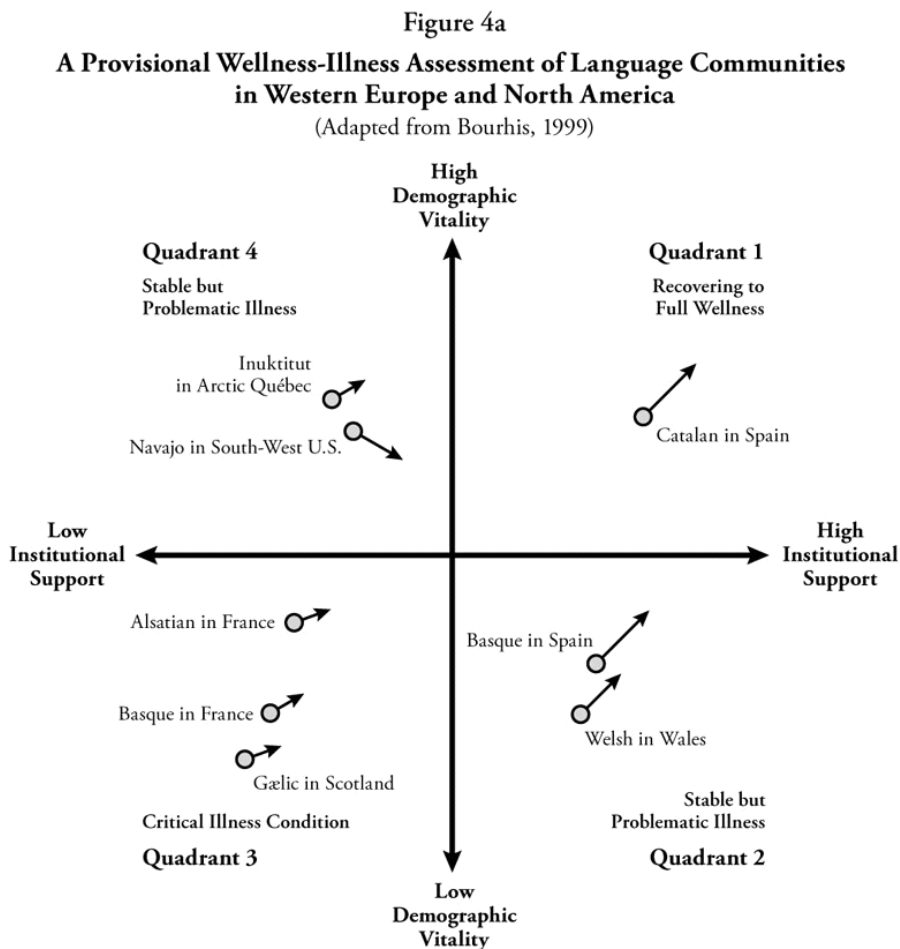 Figure 4a
A Provisional Wellness-Illness Assessment of Language Communities
in Western Europe and North America
(Adapted from Bourhis, 1999)
High
Demographic
Vitality
Quadrant 4
Stable but
Problematic Illness
Quadrant 1
Recovering to
Full Wellness
Inuktitut
in Arctic Québec
Navajo in South-West U.S.
Catalan in Spain
Low
Institutional
Support
High
Institutional
Support
Alsatian in France
Basque in Spain
Basque in France
Welsh in Wales
Gælic in Scotland
Critical Illness Condition
Quadrant 3
Stable but
Problematic Illness
Quadrant 2
Low
Demographic
Vitality